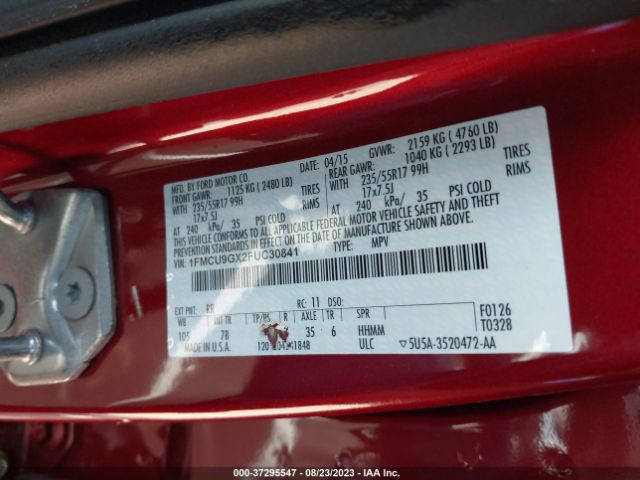 MFD. BY FORD MOTOR CO.
DATE: 04/15 GVWR: 2159 KG ( 4760 LB)
FRONT GAWR: 1125 KG ( 2480 LB) REAR GAWR: 1040 KG ( 2293 LB)
WITH 235/55R17 99H TIRES WITH 235/55R17 99H TIRES
17x7.5J RIMS 17x7.5J RIMS
AT 240 kPa/ 35 PSI COLD AT 240 kPa/ 35 PSI COLD
THIS VEHICLE CONFORMS TO ALL APPLICABLE FEDERAL MOTOR VEHICLE SAFETY AND THEFT
PREVENTION STANDARDS IN EFFECT ON THE DATE OF MANUFACTURE SHOWN ABOVE.
VIN: 1FMCU9GX2FUC30841 TYPE: MPV
EXT PNT: RR RC: 11 DSO: F0126
WB INT TR TP/PS R AXLE TR SPR T0328
105 7B 35 6 HHMM
MADE IN U.S.A. ULC 5U5A-3520472-AA
000-37295547 - 08/23/2023 - IAA Inc.